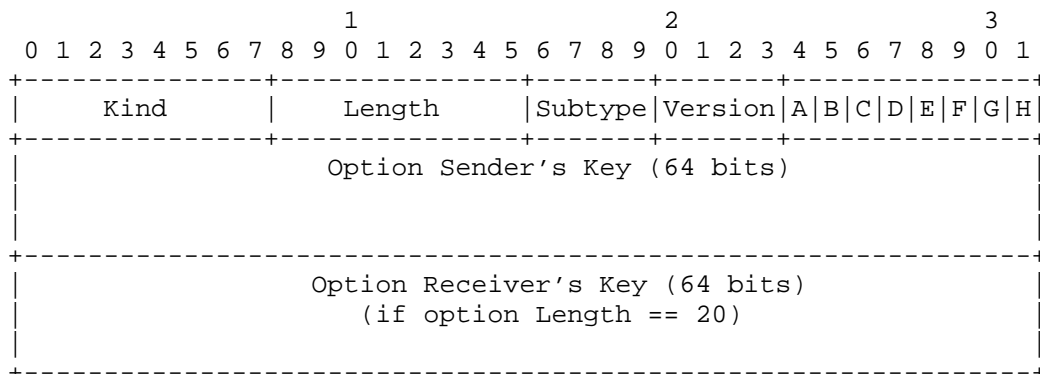 1                   2                   3
 0 1 2 3 4 5 6 7 8 9 0 1 2 3 4 5 6 7 8 9 0 1 2 3 4 5 6 7 8 9 0 1
+---------------+---------------+-------+-------+---------------+
|     Kind      |    Length     |Subtype|Version|A|B|C|D|E|F|G|H|
+---------------+---------------+-------+-------+---------------+
|                   Option Sender's Key (64 bits)               |
|                                                               |
|                                                               |
+---------------------------------------------------------------+
|                  Option Receiver's Key (64 bits)              |
|                     (if option Length == 20)                  |
|                                                               |
+---------------------------------------------------------------+